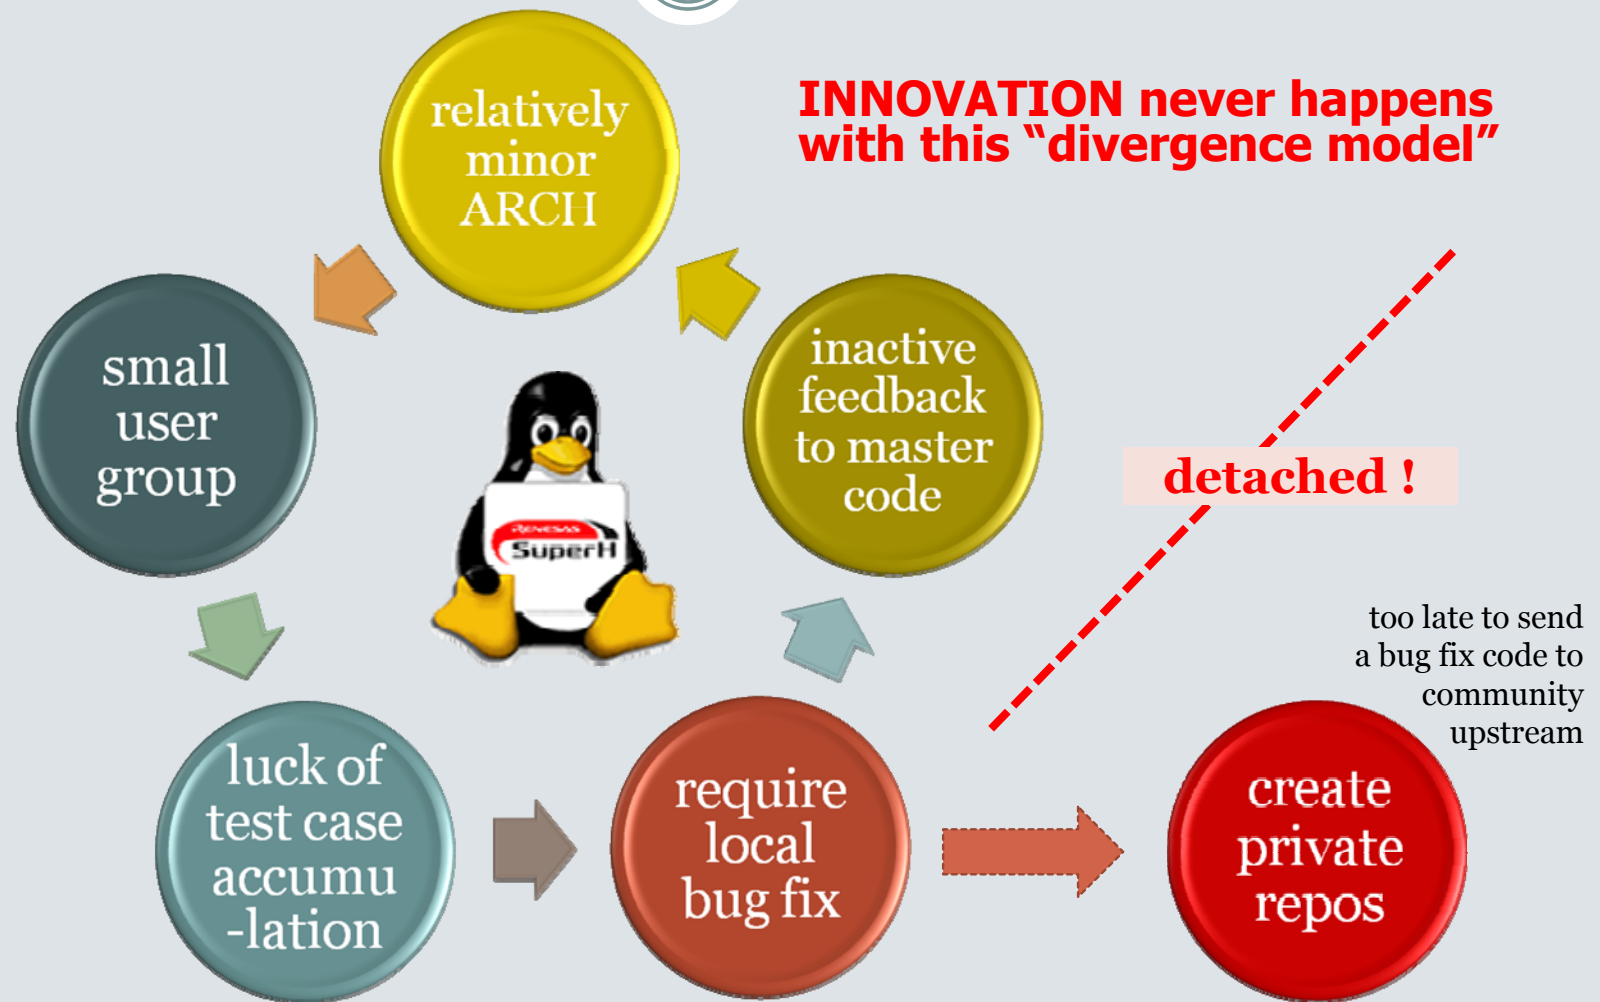 INNOVATION never happens
with this “divergence model”
relatively
minor
ARCH
small
user
group
inactive
feedback
to master
code
RENESAS
SuperH
detached !
too late to send
a bug fix code to
community
upstream
luck of
test case
accumu
-lation
require
local
bug fix
create
private
repos